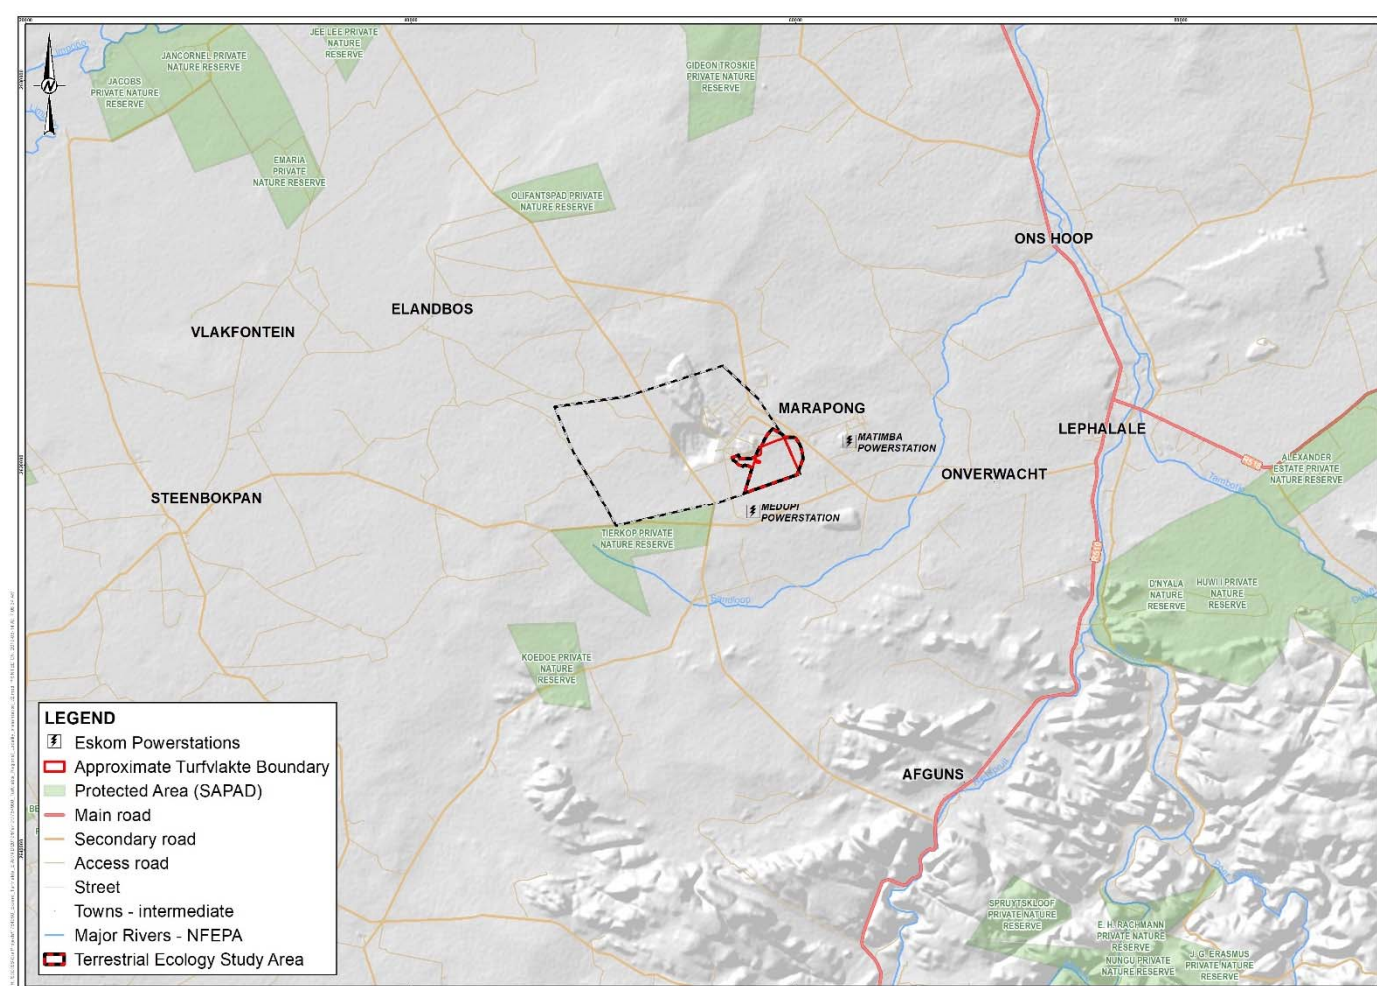 JEE LEE PRIVATE
NATURE
RESERVE
JANCORNEL PRIVATE
NATURE RESERVE
JACOBS
PRIVATE NATURE
RESERVE
GIDEON TROSKIE
PRIVATE NATURE
RESERVE
N
EMARIA
PRIVATE
NATURE RESERVE
OLIFANTSPAD PRIVATE
NATURE RESERVE
ONS HOOP
ELANDBOS
VLAKFONTEIN
MARAPONG
MATIMBA
POWERSTATION
LEPHALALE
ONVERWACHT
R518
ALEXANDER
ESTATE PRIVATE
NATURE RESERVE
STEENBOKPAN
MEDUPI
POWERSTATION
TIERKOP PRIVATE
NATURE RESERVE
R510
D'NYALA
NATURE
RESERVE
HUWI I PRIVATE
NATURE
RESERVE
KOEDOE PRIVATE
NATURE
RESERVE
AFGUNS
SPRUYTSKLOOF
PRIVATE NATURE
RESERVE
E. H. RACHMANN
PRIVATE NATURE
RESERVE
NUNGU PRIVATE
NATURE RESERVE
J. G. ERASMUS
PRIVATE NATURE
RESERVE
LEGEND
Eskom Powerstations
Approximate Turfvlakte Boundary
Protected Area (SAPAD)
Main road
Secondary road
Access road
Street
Towns - intermediate
Major Rivers - NFEPA
Terrestrial Ecology Study Area